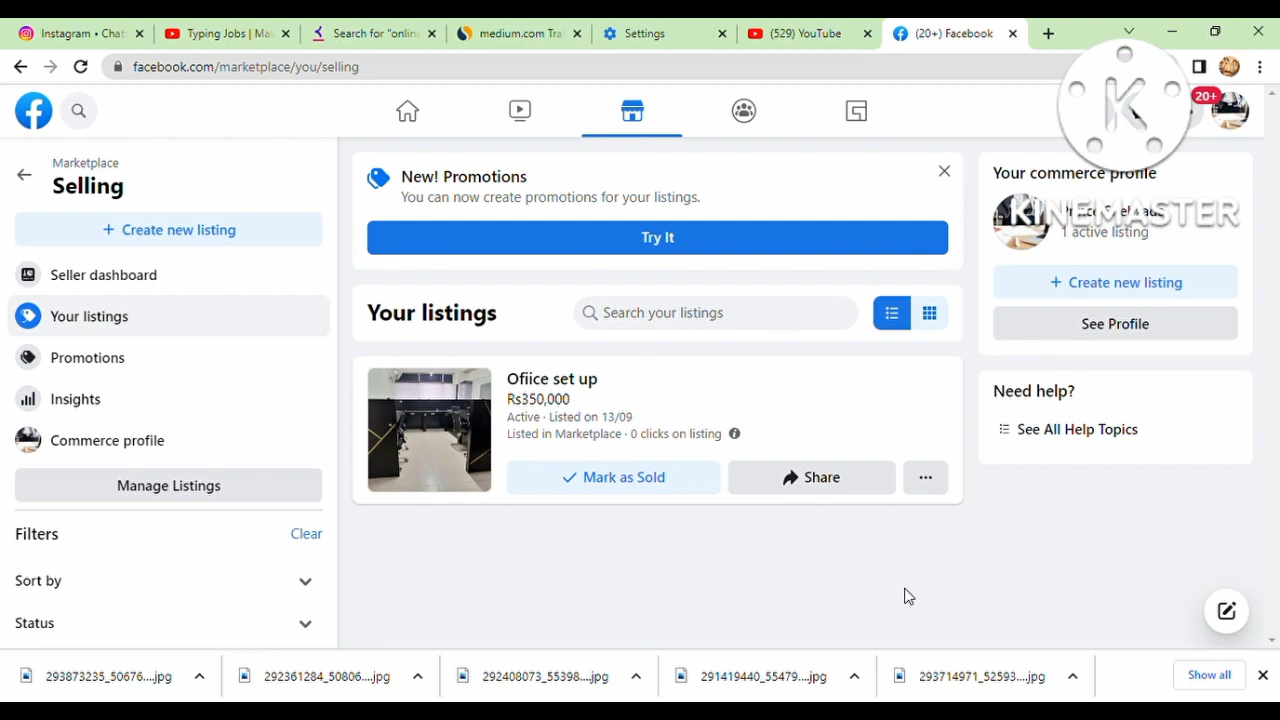 Instagram • Chat
Typing Jobs | Ma
Search for "onlin
medium.com Tra
Settings
(529) YouTube
(20+) Facebook
facebook.com/marketplace/you/selling
20+
K
KINEMASTER
Marketplace
Selling
+ Create new listing
Seller dashboard
Your listings
Promotions
Insights
Commerce profile
Manage Listings
Filters
Clear
Sort by
Status
New! Promotions
You can now create promotions for your listings.
Try It
Your listings
Search your listings
Ofiice set up
Rs350,000
Active · Listed on 13/09
Listed in Marketplace · 0 clicks on listing
Mark as Sold
Share
Your commerce profile
1 active listing
+ Create new listing
See Profile
Need help?
See All Help Topics
293873235_50676....jpg
292361284_50806....jpg
292408073_55398....jpg
291419440_55479....jpg
293714971_52593....jpg
Show all